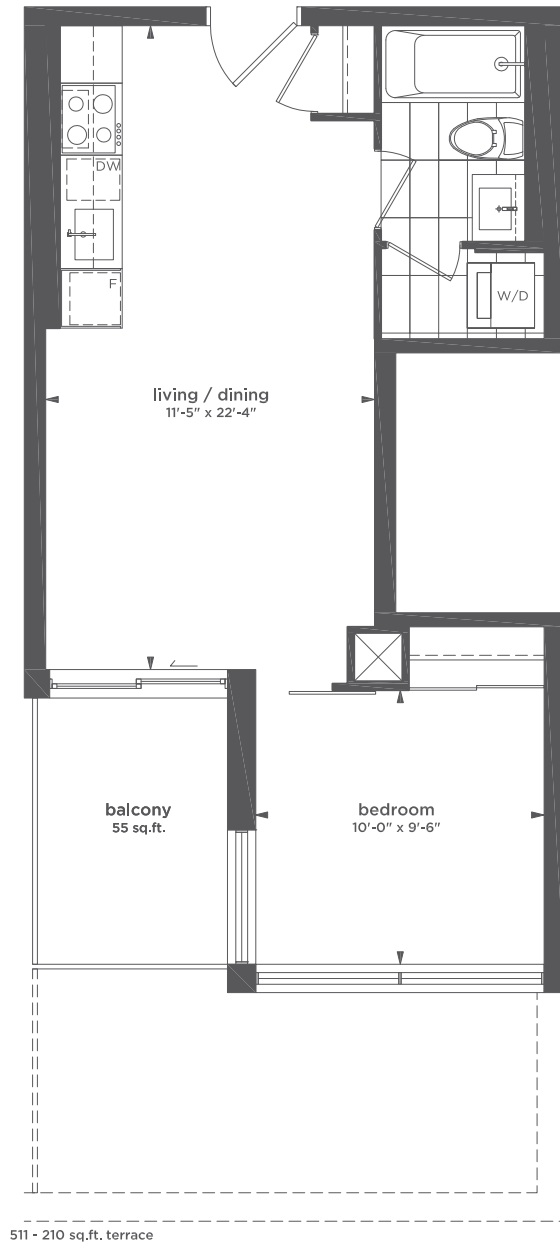 DW
F
W/D
living / dining
11'-5" x 22'-4"
balcony
55 sq.ft.
bedroom
10'-0" x 9'-6"
511 - 210 sq.ft. terrace